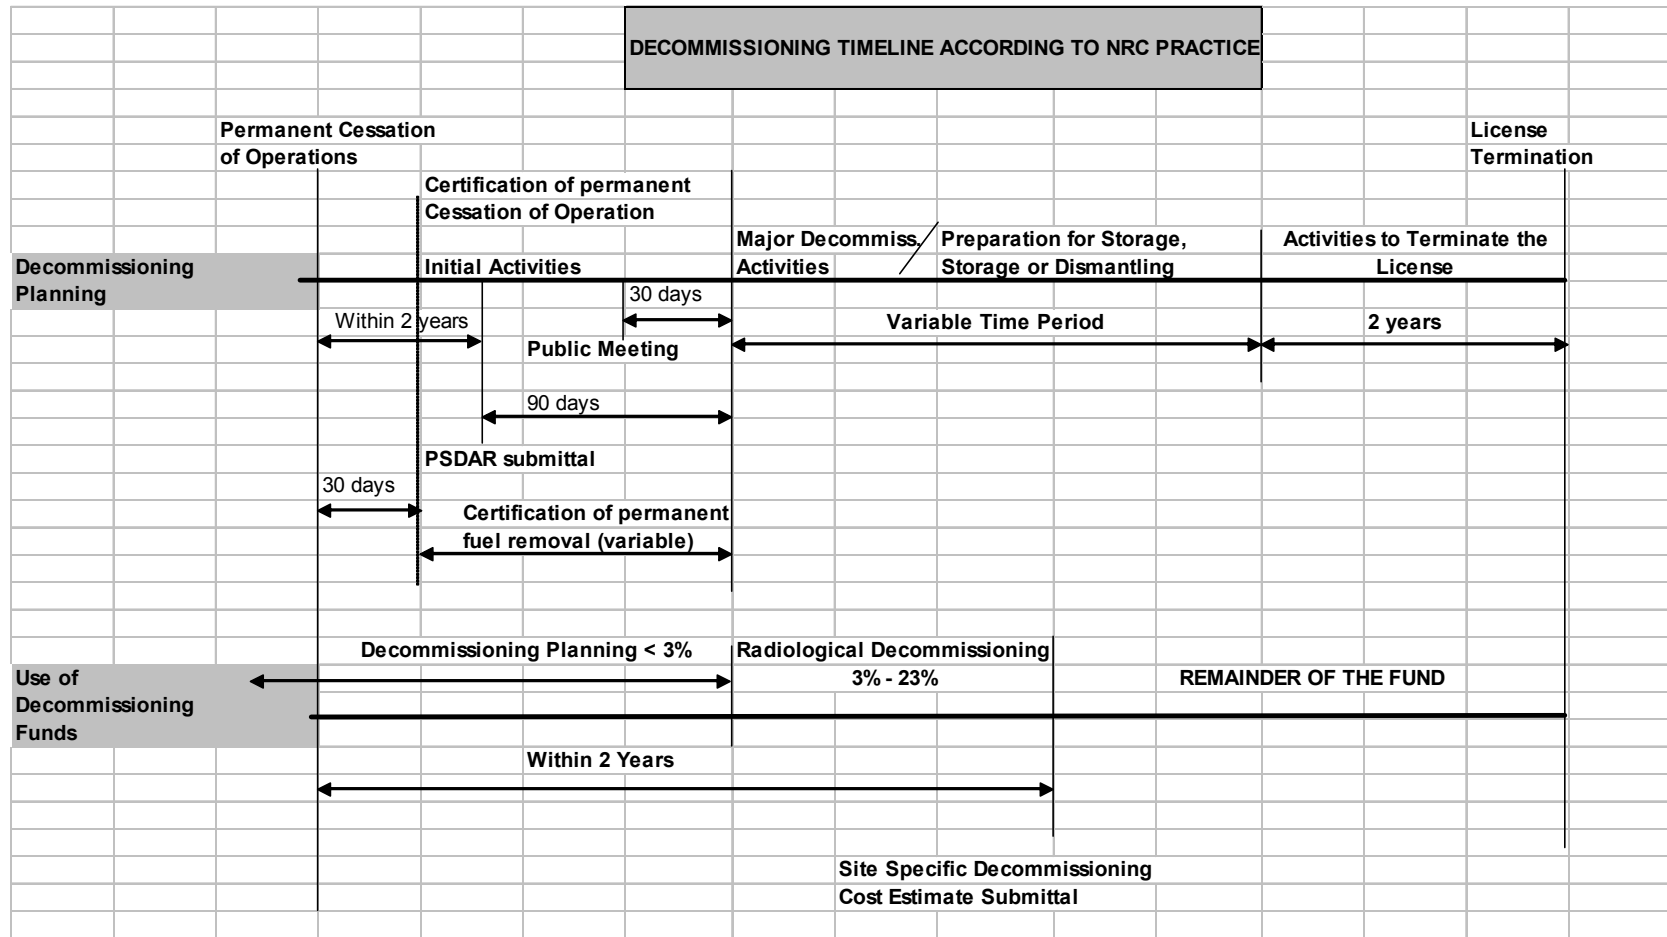 DECOMMISSIONING TIMELINE ACCORDING TO NRC PRACTICE
Permanent Cessation
of Operations
License
Termination
Certification of permanent
Cessation of Operation
Major Decommiss.
Activities
Preparation for Storage,
Storage or Dismantling
Activities to Terminate the
License
Decommissioning
Planning
Initial Activities
30 days
Within 2 years
Public Meeting
Variable Time Period
2 years
90 days
PSDAR submittal
30 days
Certification of permanent
fuel removal (variable)
Decommissioning Planning < 3%
Radiological Decommissioning
3% - 23%
REMAINDER OF THE FUND
Use of
Decommissioning
Funds
Within 2 Years
Site Specific Decommissioning
Cost Estimate Submittal